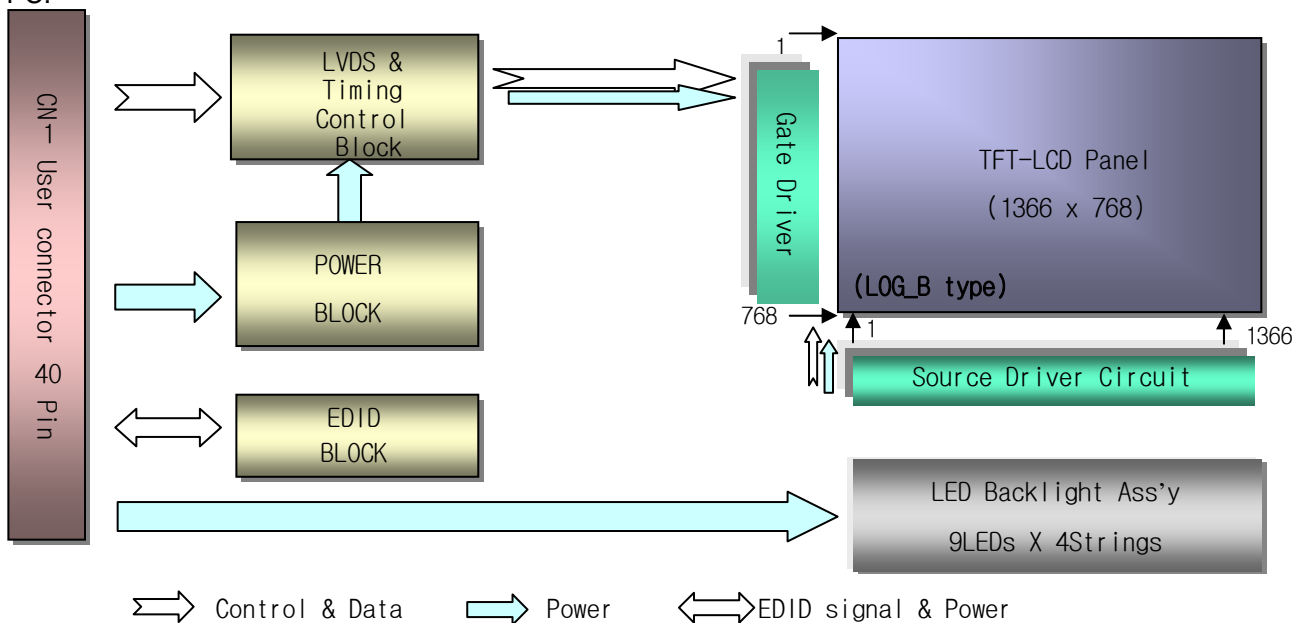 CN1- User connector 40 Pin
LVDS &
Timing
Control
Block
POWER
BLOCK
EDID
BLOCK
1
Gate Driver
768
TFT-LCD Panel
(1366 x 768)
(LOG_B type)
1
1366
Source Driver Circuit
LED Backlight Ass’y
9LEDs X 4Strings
Control & Data
Power
EDID signal & Power